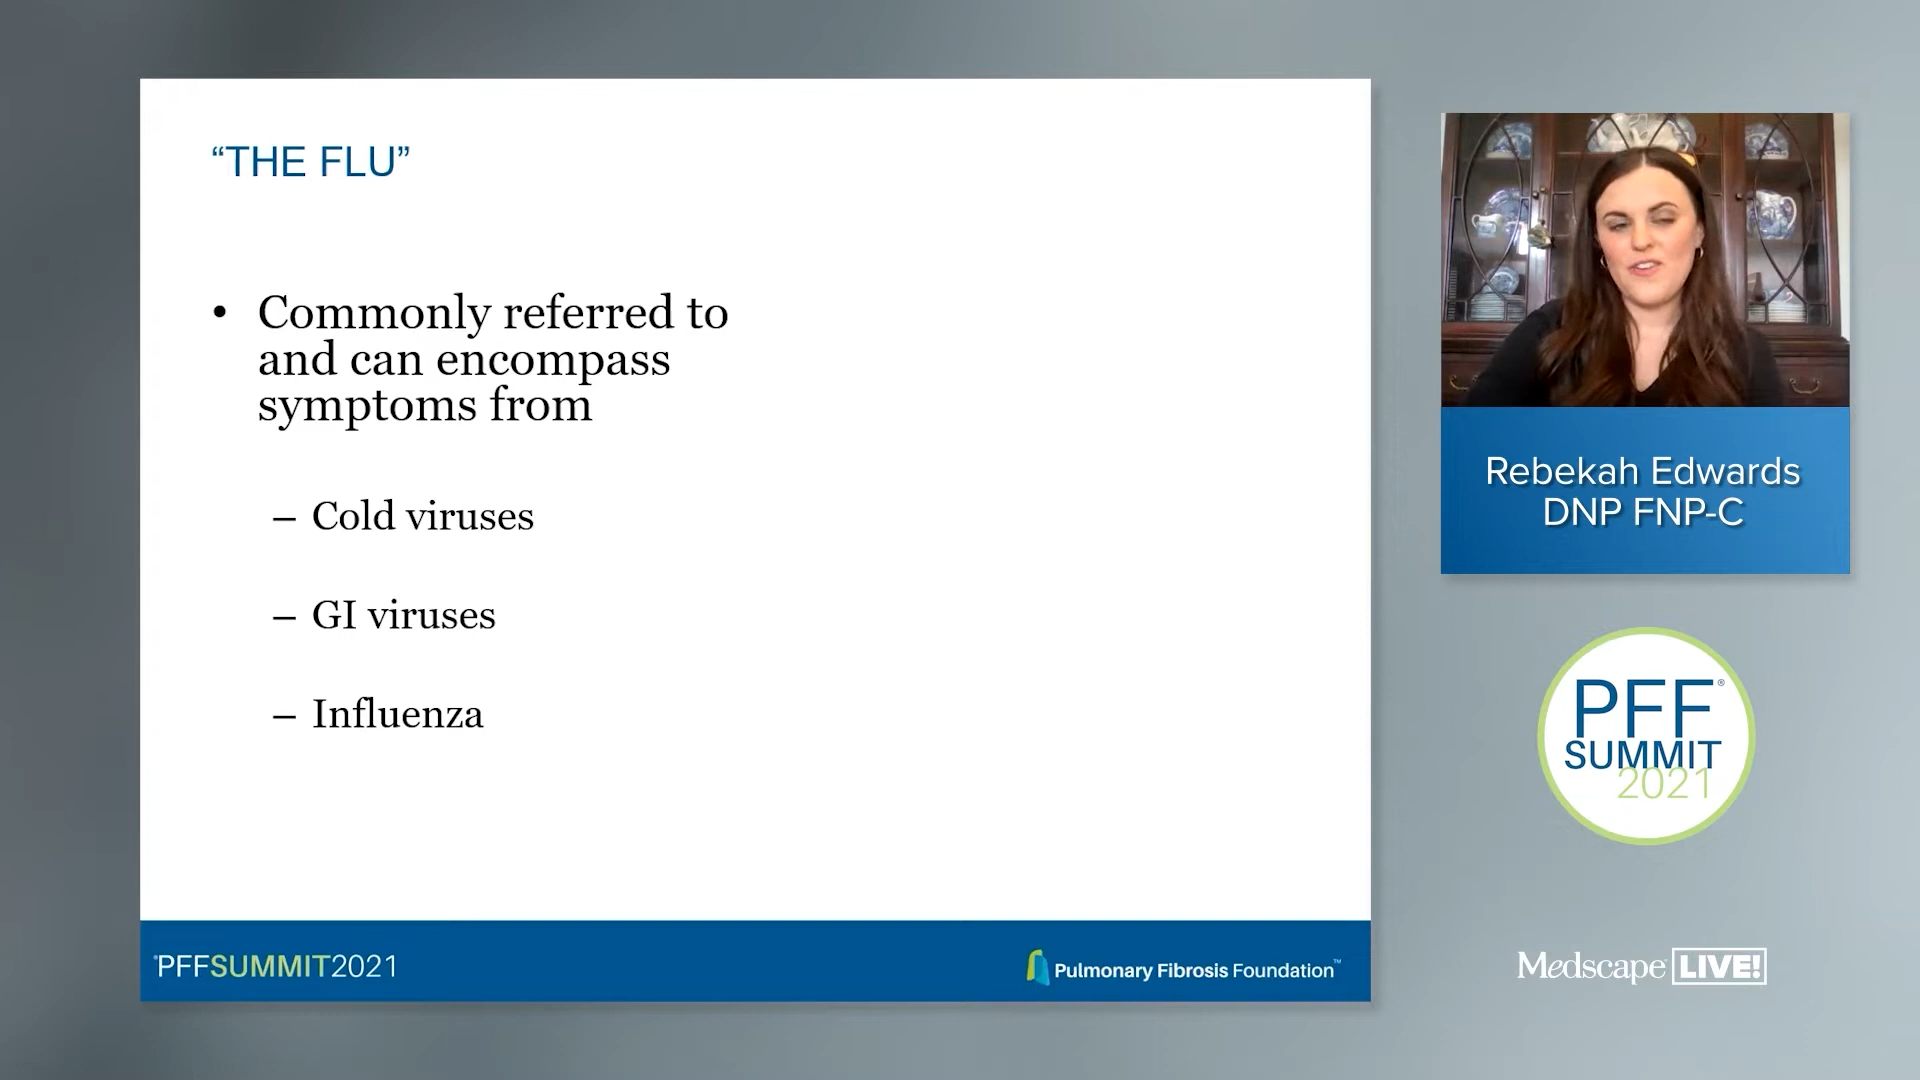 “THE FLU”
• Commonly referred to
and can encompass
symptoms from
– Cold viruses
– GI viruses
– Influenza
PFFSUMMIT2021
Pulmonary Fibrosis Foundation™
Rebekah Edwards
DNP FNP-C
PFF®
SUMMIT
2021
Medscape LIVE!